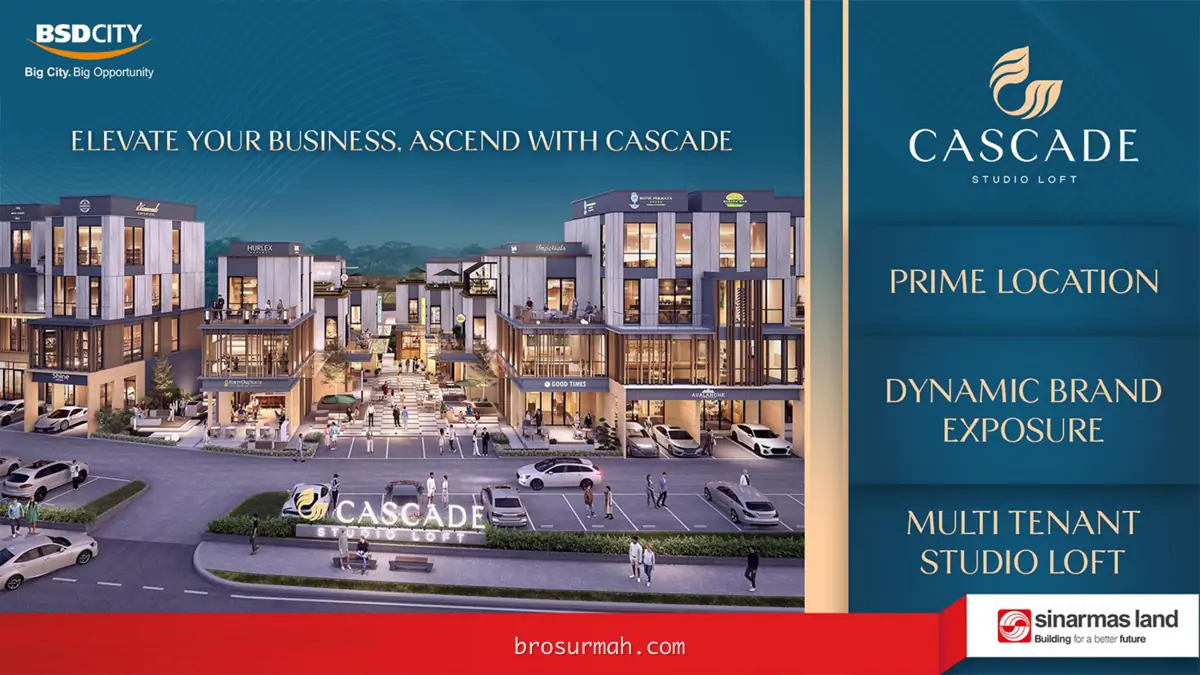 BSDCITY
Big City. Big Opportunity
ELEVATE YOUR BUSINESS, ASCEND WITH CASCADE
CASCADE
STUDIO LOFT
PRIME LOCATION
DYNAMIC BRAND
EXPOSURE
MULTI TENANT
STUDIO LOFT
HURLEX
Imperials
Shine
GOOD TIMES
AVALANCHE
CASCADE
STUDIO LOFT
brosurmah.com
sinarmas land
Building for a better future